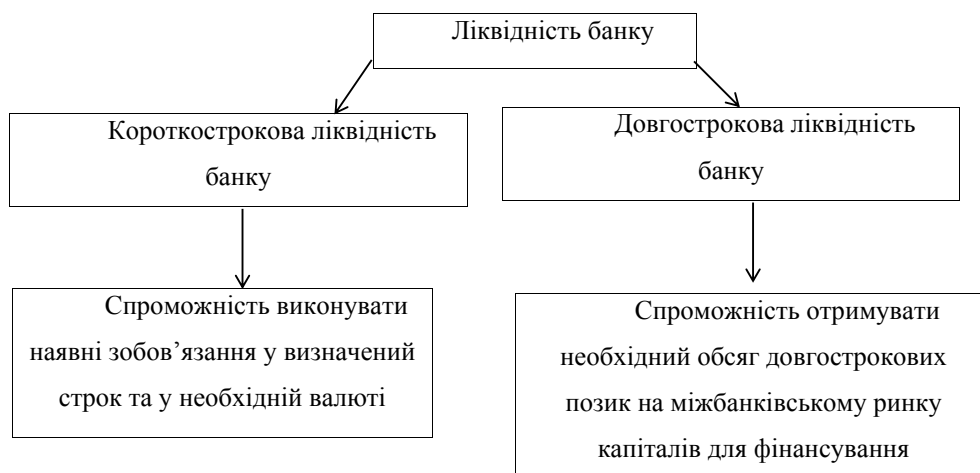 Ліквідність банку
Короткострокова ліквідність
банку
Довгострокова ліквідність
банку
Спроможність виконувати
наявні зобов’язання у визначений
строк та у необхідній валюті
Спроможність отримувати
необхідний обсяг довгострокових
позик на міжбанківському ринку
капіталів для фінансування